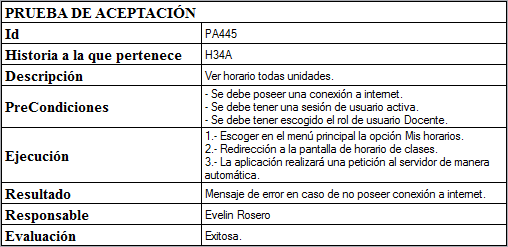 PRUEBA DE ACEPTACIÓN
Id PA445
Historia a la que pertenece H34A
Descripción Ver horario todas unidades.
PreCondiciones
- Se debe poseer una conexión a internet.
- Se debe tener una sesión de usuario activa.
- Se debe tener escogido el rol de usuario Docente.
Ejecución
1.- Escoger en el menú principal la opción Mis horarios.
2.- Redirección a la pantalla de horario de clases.
3.- La aplicación realizará una petición al servidor de manera
automática.
Resultado Mensaje de error en caso de no poseer conexión a internet.
Responsable Evelin Rosero
Evaluación Exitosa.